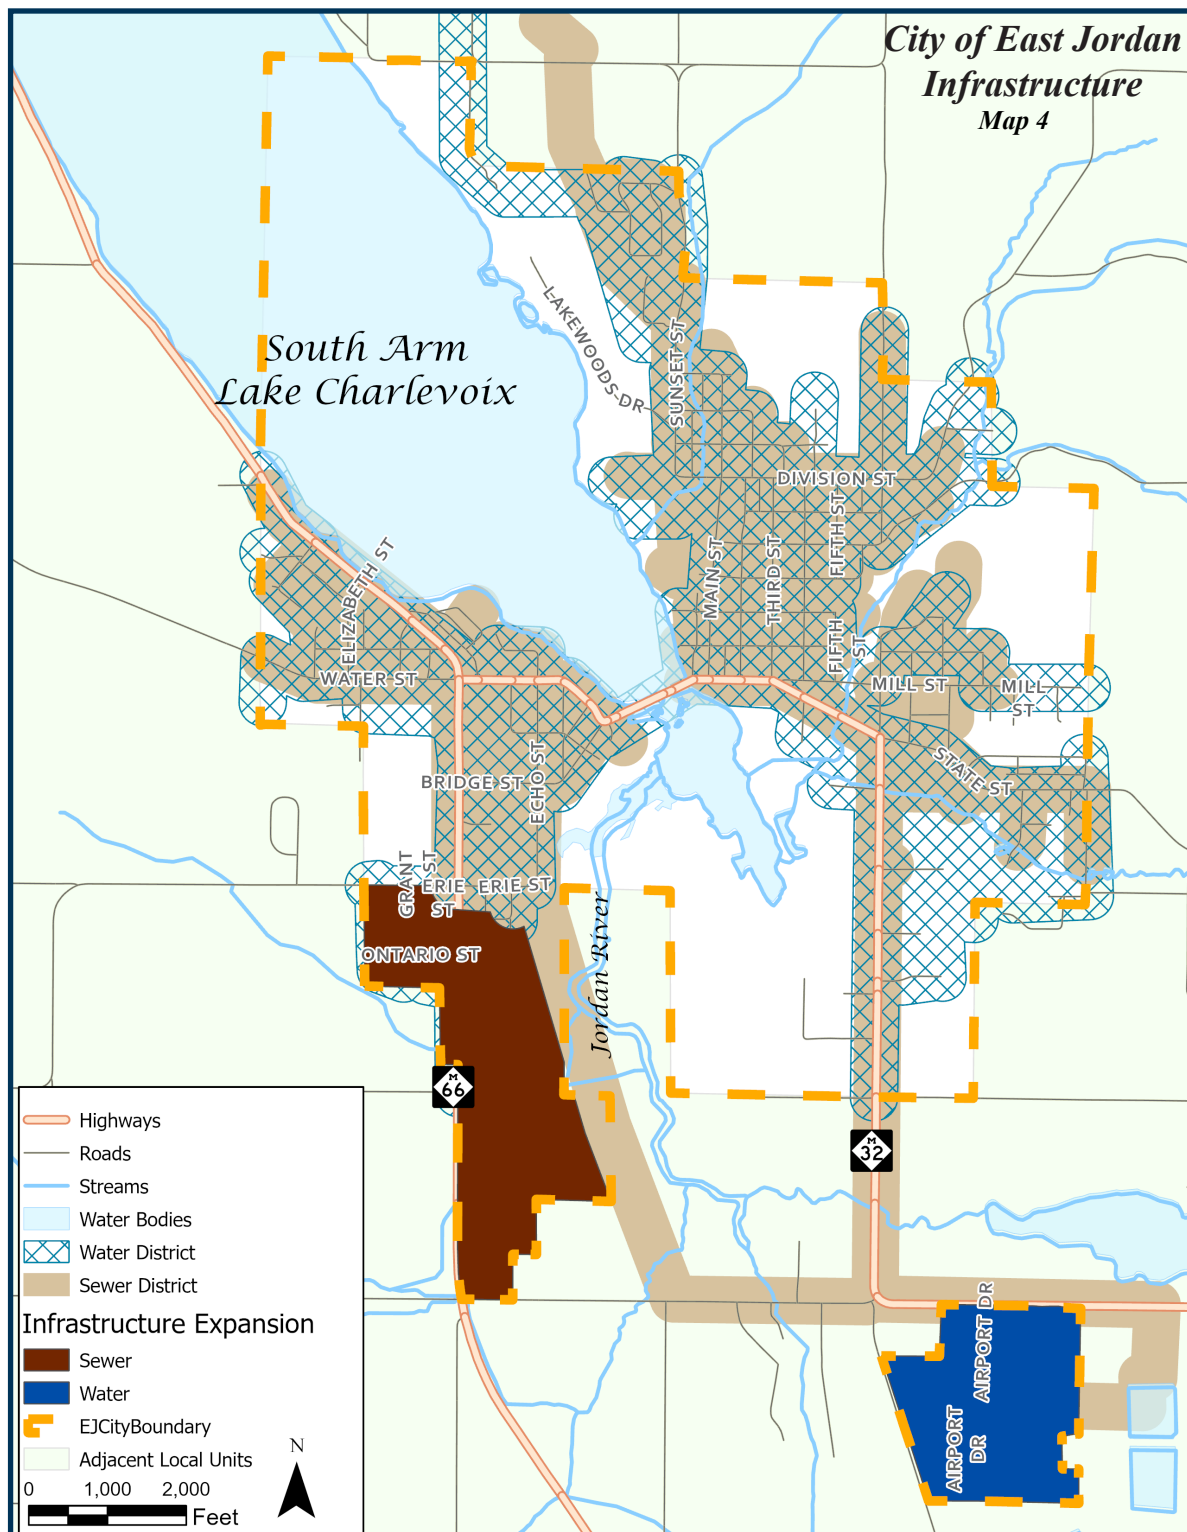 City of East Jordan
Infrastructure
Map 4
South Arm
Lake Charlevoix
LAKEWOODS DR
SUNSET ST
DIVISION ST
FIFTH ST
MAIN ST
THIRD ST
FIFTH
ST
ELIZABETH ST
WATER ST
MILL ST
MILL
ST
STATE ST
BRIDGE ST
ECHO ST
GRANT
ST
ERIE
ST
ERIE ST
ONTARIO ST
Jordan River
M
66
M
32
AIRPORT DR
AIRPORT
DR
Highways
Roads
Streams
Water Bodies
Water District
Sewer District
Infrastructure Expansion
Sewer
Water
EJCityBoundary
Adjacent Local Units
N
0 1,000 2,000
Feet